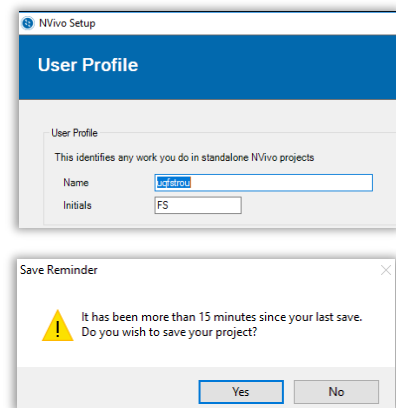 NVivo Setup
User Profile
User Profile
This identifies any work you do in standalone NVivo projects
Name
uqfstrou
Initials
FS
Save Reminder
It has been more than 15 minutes since your last save.
Do you wish to save your project?
Yes
No